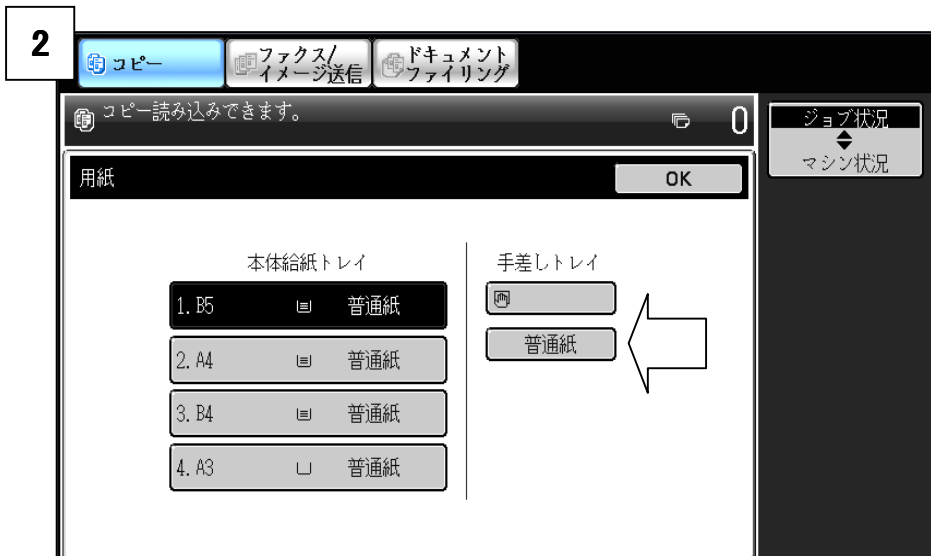 2
コピー
ファクス/
イメージ送信
ドキュメント
ファイリング
コピー読み込みできます。
0
ジョブ状況
マシン状況
用紙
OK
本体給紙トレイ
手差しトレイ
1. B5 普通紙
2. A4 普通紙
3. B4 普通紙
4. A3 普通紙
普通紙